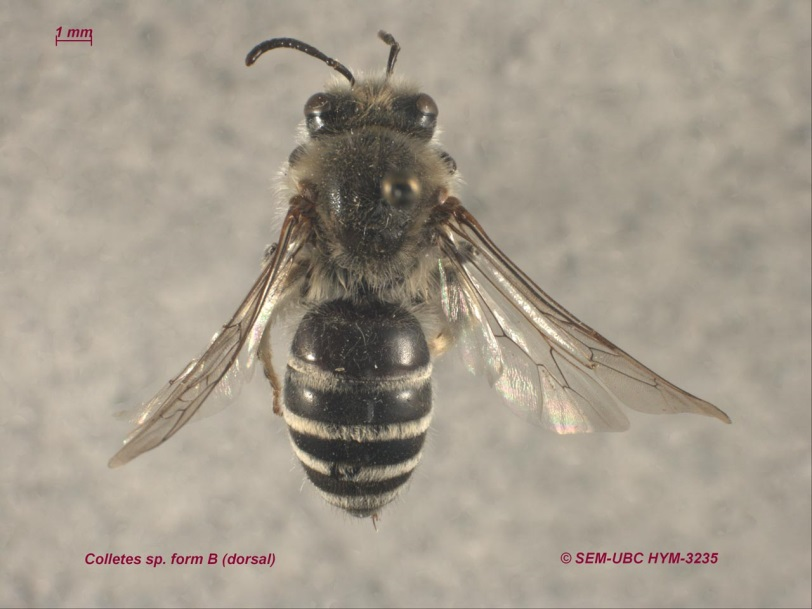 1 mm
Colletes sp. form B (dorsal)
© SEM-UBC HYM-3235